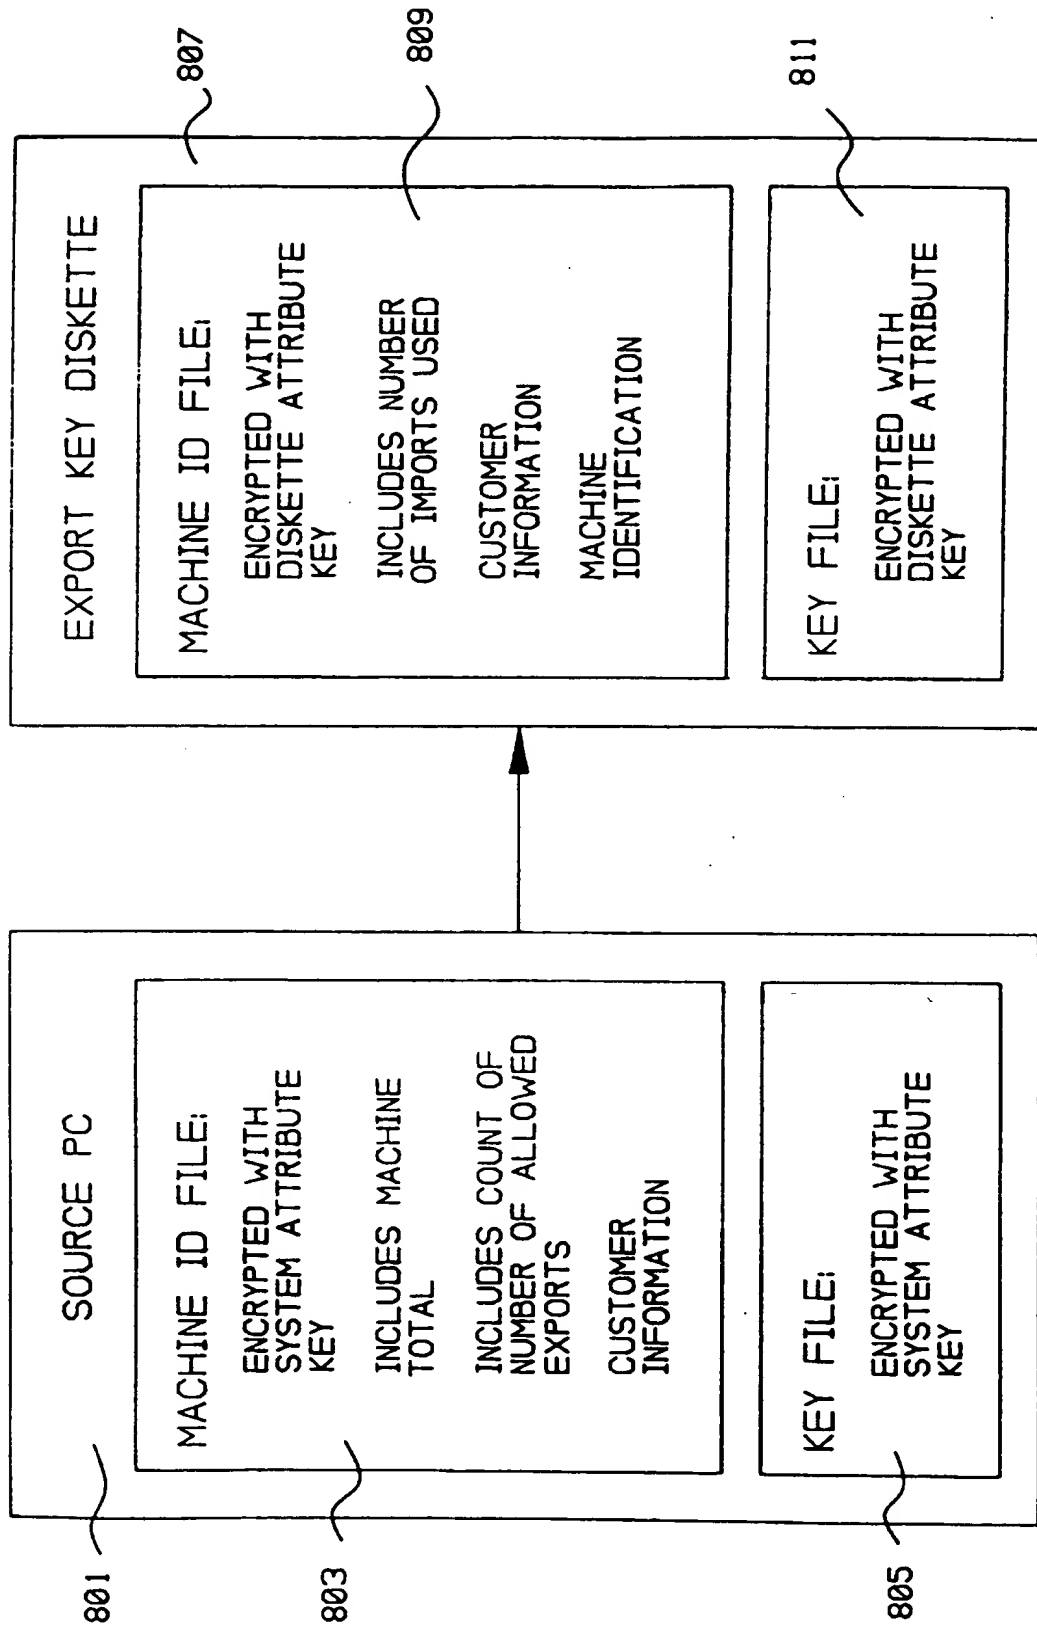 SOURCE PC
801
MACHINE ID FILE:
803
ENCRYPTED WITH
SYSTEM ATTRIBUTE
KEY
INCLUDES MACHINE
TOTAL
INCLUDES COUNT OF
NUMBER OF ALLOWED
EXPORTS
CUSTOMER
INFORMATION
KEY FILE:
805
ENCRYPTED WITH
SYSTEM ATTRIBUTE
KEY
EXPORT KEY DISKETTE
807
MACHINE ID FILE:
809
ENCRYPTED WITH
DISKETTE ATTRIBUTE
KEY
INCLUDES NUMBER
OF IMPORTS USED
CUSTOMER
INFORMATION
MACHINE
IDENTIFICATION
KEY FILE:
811
ENCRYPTED WITH
DISKETTE ATTRIBUTE
KEY